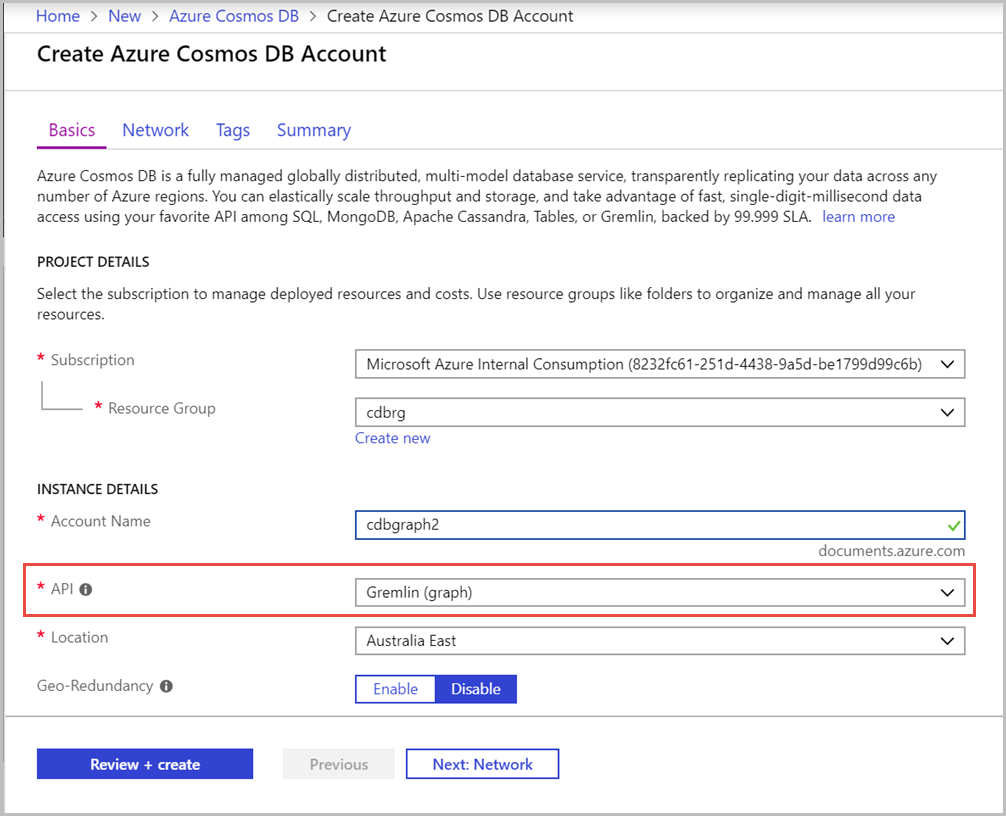 Home > New > Azure Cosmos DB > Create Azure Cosmos DB Account
Create Azure Cosmos DB Account
Basics Network Tags Summary
Azure Cosmos DB is a fully managed globally distributed, multi-model database service, transparently replicating your data across any
number of Azure regions. You can elastically scale throughput and storage, and take advantage of fast, single-digit-millisecond data
access using your favorite API among SQL, MongoDB, Apache Cassandra, Tables, or Gremlin, backed by 99.999 SLA. learn more
PROJECT DETAILS
Select the subscription to manage deployed resources and costs. Use resource groups like folders to organize and manage all your
resources.
* Subscription Microsoft Azure Internal Consumption (8232fc61-251d-4438-9a5d-be1799d99c6b)
* Resource Group cdbrg
Create new
INSTANCE DETAILS
* Account Name cdbgraph2
documents.azure.com
* API Gremlin (graph)
* Location Australia East
Geo-Redundancy Enable Disable
Review + create Previous Next: Network